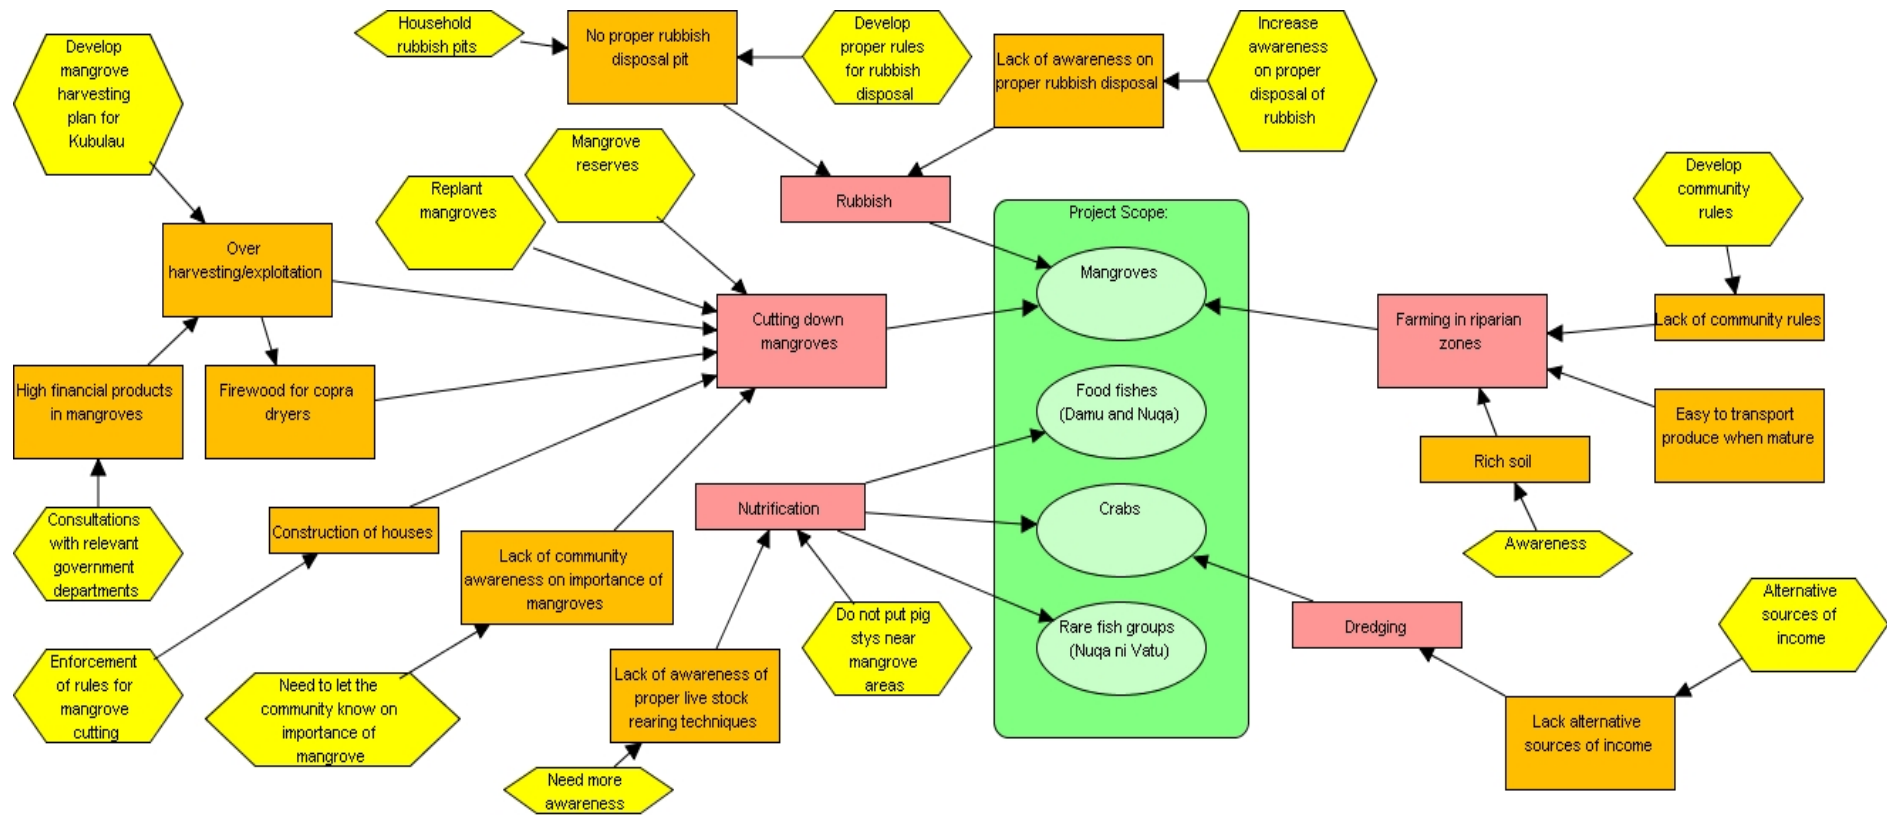 Develop
mangrove
harvesting
plan for
Kubulau
Household
rubbish pits
No proper rubbish
disposal pit
Develop
proper rules
for rubbish
disposal
Lack of awareness on
proper rubbish disposal
Increase
awareness
on proper
disposal of
rubbish
Mangrove
reserves
Replant
mangroves
Rubbish
Develop
community
rules
Over
harvesting/exploitation
Project Scope:
Mangroves
Cutting down
mangroves
Farming in riparian
zones
Lack of community rules
High financial products
in mangroves
Firewood for copra
dryers
Food fishes
(Damu and Nuqa)
Easy to transport
produce when mature
Rich soil
Nutrification
Crabs
Consultations
with relevant
government
departments
Construction of houses
Lack of community
awareness on importance of
mangroves
Awareness
Do not put pig
stys near
mangrove
areas
Rare fish groups
(Nuqa ni Vatu)
Dredging
Alternative
sources of
income
Enforcement
of rules for
mangrove
cutting
Need to let the
community know on
importance of
mangrove
Lack of awareness of
proper live stock
rearing techniques
Lack alternative
sources of income
Need more
awareness